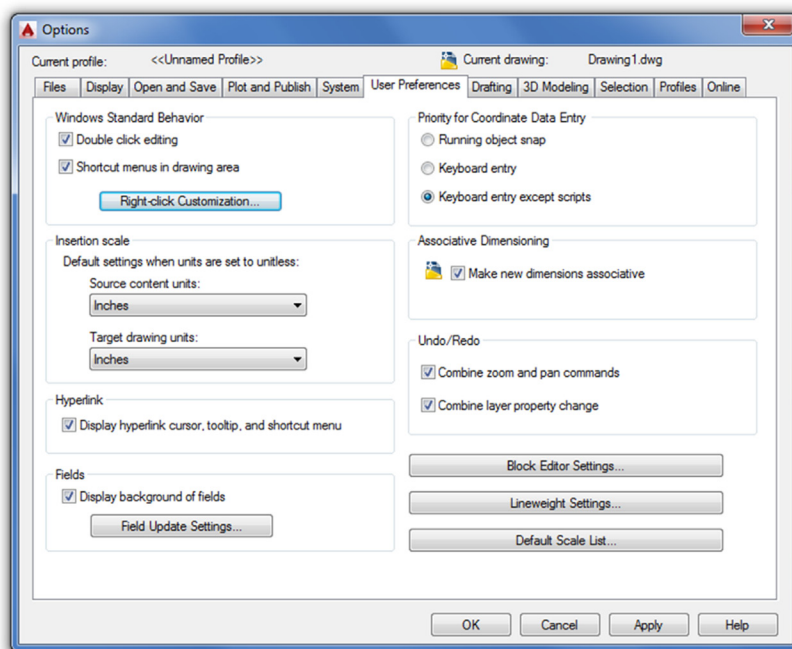 Options
Current profile: <<Unnamed Profile>> Current drawing: Drawing1.dwg
Files Display Open and Save Plot and Publish System User Preferences Drafting 3D Modeling Selection Profiles Online
Windows Standard Behavior
Double click editing
Shortcut menus in drawing area
Right-click Customization...
Insertion scale
Default settings when units are set to unitless:
Source content units:
Inches
Target drawing units:
Inches
Hyperlink
Display hyperlink cursor, tooltip, and shortcut menu
Fields
Display background of fields
Field Update Settings...
Priority for Coordinate Data Entry
Running object snap
Keyboard entry
Keyboard entry except scripts
Associative Dimensioning
Make new dimensions associative
Undo/Redo
Combine zoom and pan commands
Combine layer property change
Block Editor Settings...
Lineweight Settings...
Default Scale List...
OK Cancel Apply Help